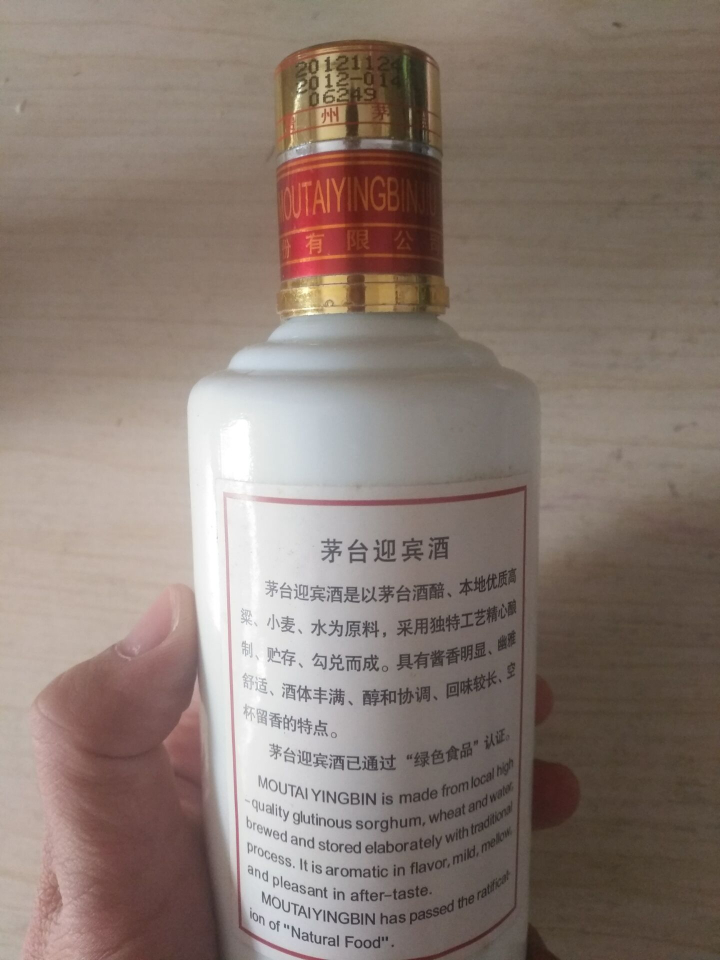 20121124
2012-014
06249
州 茅
MOUTAIYINGBINJIU
份有限公
茅台迎宾酒
茅台迎宾酒是以茅台酒醅、本地优质高
粱、小麦、水为原料，采用独特工艺精心酿
制、贮存、勾兑而成。具有酱香明显、幽雅
舒适、酒体丰满、醇和协调、回味较长、空
杯留香的特点。
茅台迎宾酒已通过“绿色食品”认证。
MOUTAI YINGBIN is made from local high
-quality glutinous sorghum, wheat and water,
brewed and stored elaborately with traditional
process. It is aromatic in flavor, mild, mellow,
and pleasant in after-taste.
MOUTAIYINGBIN has passed the ratificat-
ion of "Natural Food".